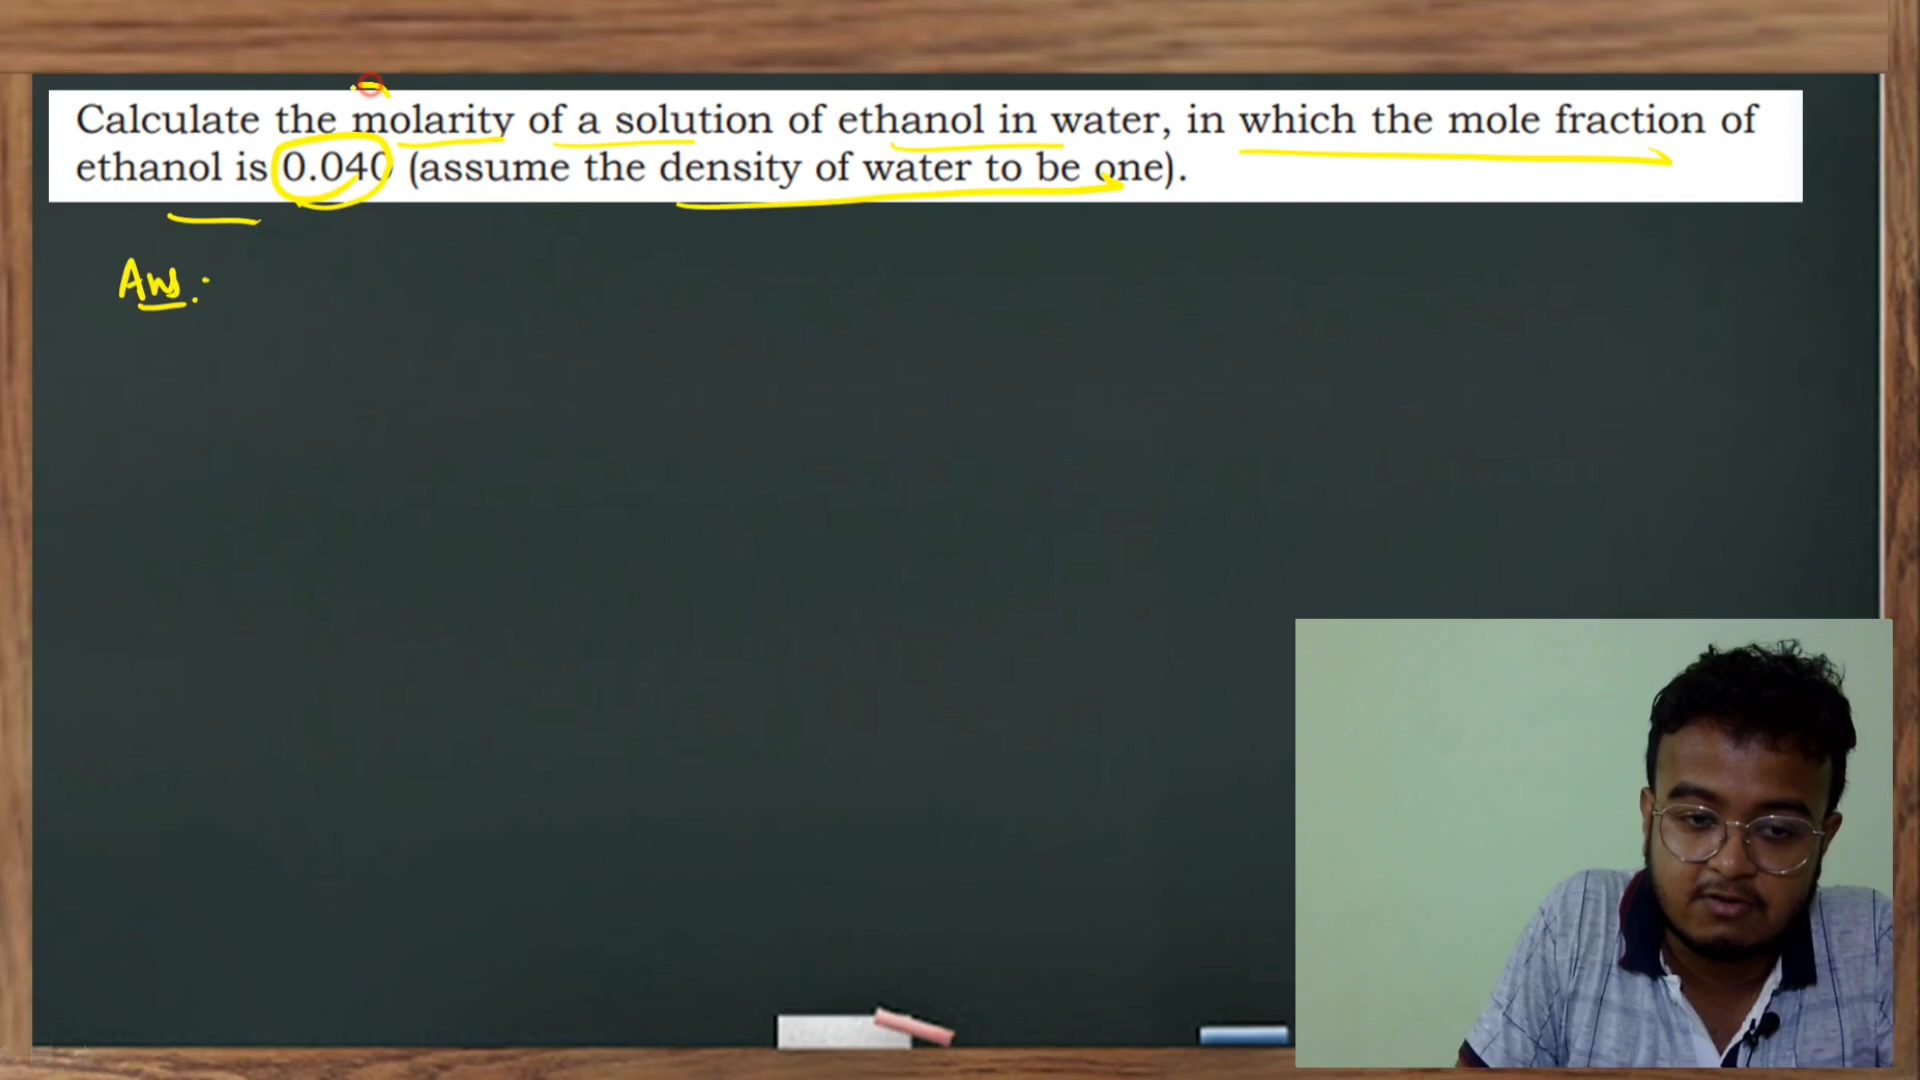 Calculate the molarity of a solution of ethanol in water, in which the mole fraction of
ethanol is 0.040 (assume the density of water to be one).
Ans: